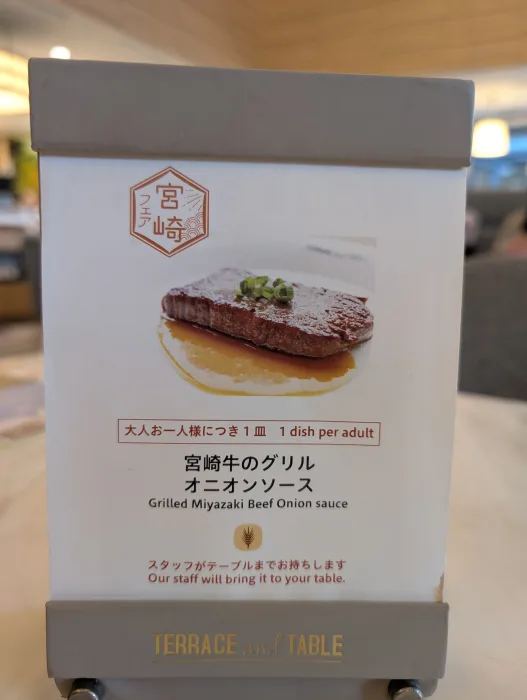 宮崎
フェア
大人お一人様につき1皿 1 dish per adult
宮崎牛のグリル
オニオンソース
Grilled Miyazaki Beef Onion sauce
スタッフがテーブルまでお持ちします
Our staff will bring it to your table.
TERRACE and TABLE